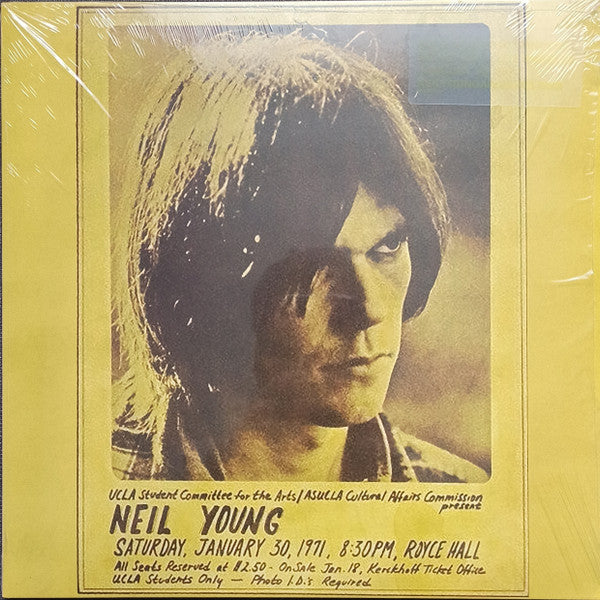 UCLA Student Committee for the Arts / ASUCLA Cultural Affairs Commission
present
NEIL YOUNG
SATURDAY, JANUARY 30, 1971, 8:30 PM, ROYCE HALL
All Seats Reserved at $2.50 - On Sale Jan. 18, Kerckhoff Ticket Office
UCLA Students Only — Photo I.D.'s Required